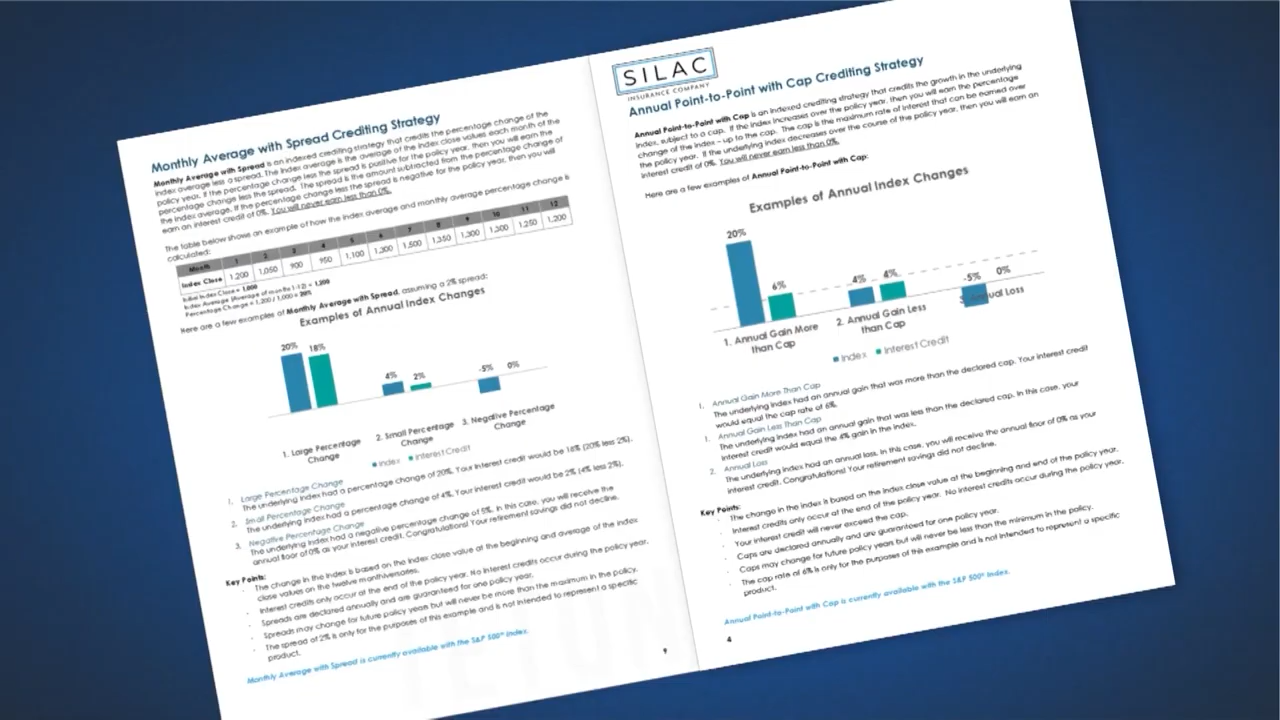 Monthly Average with Spread Crediting Strategy
Monthly Average with Spread is an indexed crediting strategy that credits the percentage change of the
index average less a spread. The index average is the average of the index close values each month of the
policy year. If the percentage change less the spread is positive for the policy year, then you will earn the
percentage change less the spread. The spread is the amount subtracted from the percentage change of
the index average. If the percentage change less the spread is negative for the policy year, then you will
earn an interest credit of 0%. You will never earn less than 0%.
The table below shows an example of how the index average and monthly average percentage change is
calculated:
Month 1 2 3 4 5 6 7 8 9 10 11 12
Index Close 1,200 1,050 900 950 1,100 1,300 1,500 1,350 1,300 1,300 1,250 1,200
Initial Index Close = 1,000
Index Average (Average of months 1-12) = 1,200
Percentage Change = 1,200 / 1,000 = 20%
Here are a few examples of Monthly Average with Spread, assuming a 2% spread:
Examples of Annual Index Changes
20% 18%
4% 2%
-5% 0%
1. Large Percentage
Change
2. Small Percentage
Change
3. Negative Percentage
Change
Index Interest Credit
1. Large Percentage Change
The underlying index had a percentage change of 20%. Your interest credit would be 18% (20% less 2%).
2. Small Percentage Change
The underlying index had a percentage change of 4%. Your interest credit would be 2% (4% less 2%).
3. Negative Percentage Change
The underlying index had a negative percentage change of 5%. In this case, you will receive the
annual floor of 0% as your interest credit. Congratulations! Your retirement savings did not decline.
Key Points:
The change in the index is based on the index close value at the beginning and average of the index
close values on the twelve monthiversaries.
Interest credits only occur at the end of the policy year. No interest credits occur during the policy year.
Spreads are declared annually and are guaranteed for one policy year.
Spreads may change for future policy years but will never be more than the maximum in the policy.
The spread of 2% is only for the purposes of this example and is not intended to represent a specific
product.
Monthly Average with Spread is currently available with the S&P 500® Index.
9
SILAC
INSURANCE COMPANY
Annual Point-to-Point with Cap Crediting Strategy
Annual Point-to-Point with Cap is an indexed crediting strategy that credits the growth in the underlying
index, subject to a cap. If the index increases over the policy year, then you will earn the percentage
change of the index – up to the cap. The cap is the maximum rate of interest that can be earned over
the policy year. If the underlying index decreases over the course of the policy year, then you will earn an
interest credit of 0%. You will never earn less than 0%.
Here are a few examples of Annual Point-to-Point with Cap:
Examples of Annual Index Changes
20%
6%
4% 4%
-5% 0%
1. Annual Gain More
than Cap
2. Annual Gain Less
than Cap
3. Annual Loss
Index Interest Credit
1. Annual Gain More Than Cap
The underlying index had an annual gain that was more than the declared cap. Your interest credit
would equal the cap rate of 6%.
1. Annual Gain Less Than Cap
The underlying index had an annual gain that was less than the declared cap. In this case, your
interest credit would equal the 4% gain in the index.
2. Annual Loss
The underlying index had an annual loss. In this case, you will receive the annual floor of 0% as your
interest credit. Congratulations! Your retirement savings did not decline.
Key Points:
The change in the index is based on the index close value at the beginning and end of the policy year.
Interest credits only occur at the end of the policy year. No interest credits occur during the policy year.
Your interest credit will never exceed the cap.
Caps are declared annually and are guaranteed for one policy year.
Caps may change for future policy years but will never be less than the minimum in the policy.
The cap rate of 6% is only for the purposes of this example and is not intended to represent a specific
product.
Annual Point-to-Point with Cap is currently available with the S&P 500® Index.
4